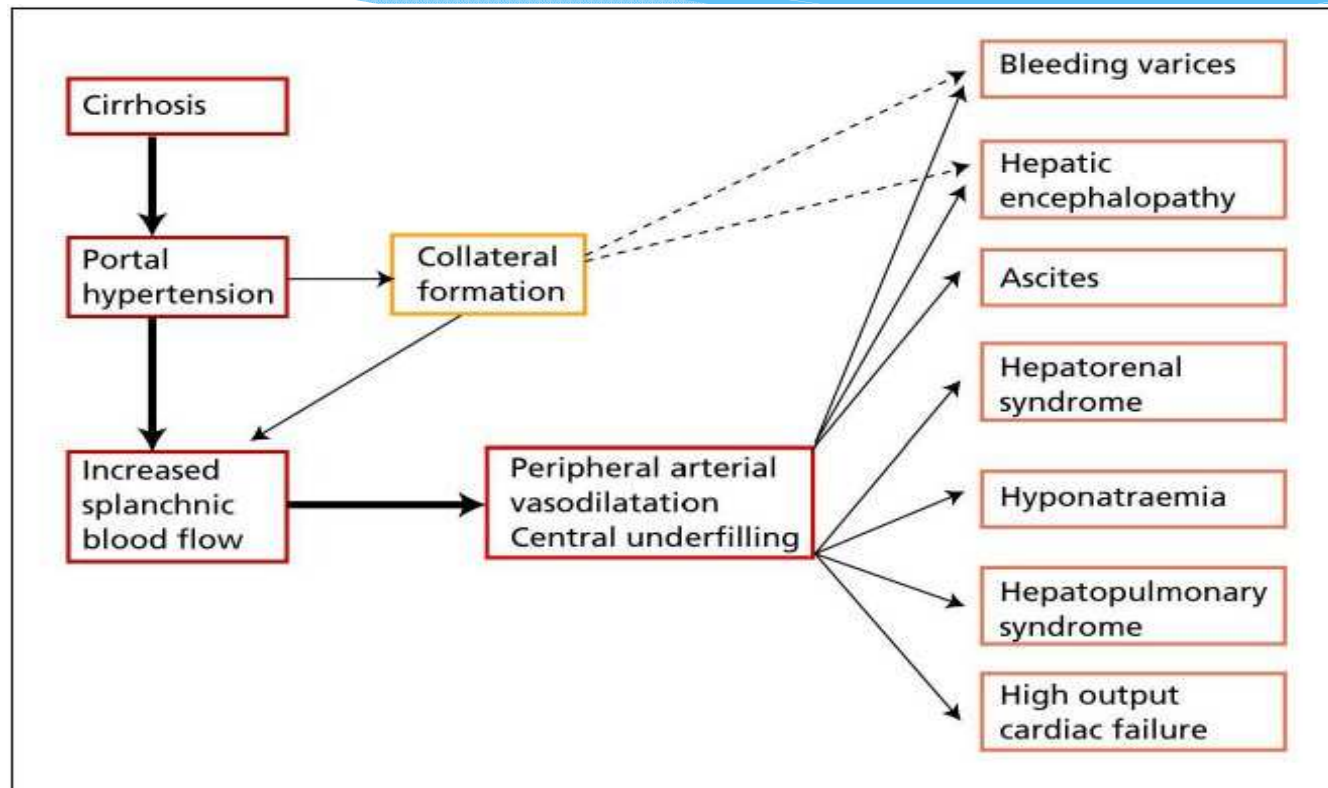 Cirrhosis
Portal
hypertension
Collateral
formation
Increased
splanchnic
blood flow
Peripheral arterial
vasodilatation
Central underfilling
Bleeding varices
Hepatic
encephalopathy
Ascites
Hepatorenal
syndrome
Hyponatraemia
Hepatopulmonary
syndrome
High output
cardiac failure